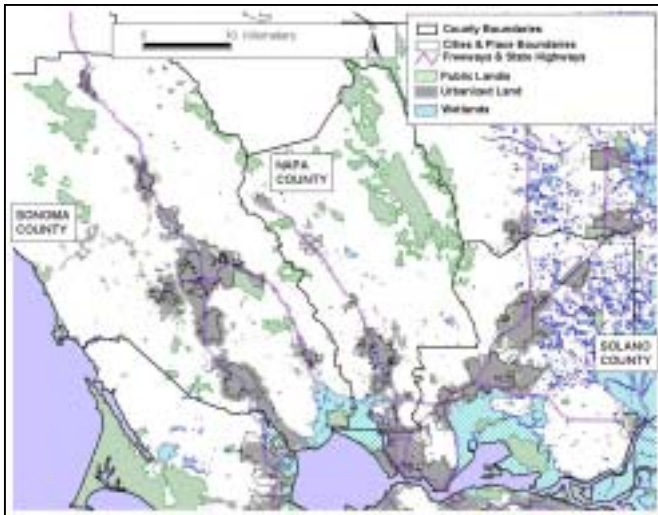 0 10 Kilometers
County Boundaries
Cities & Place Boundaries
Freeways & State Highways
Public Lands
Urbanized Land
Wetlands
NAPA
COUNTY
SONOMA
COUNTY
SOLANO
COUNTY